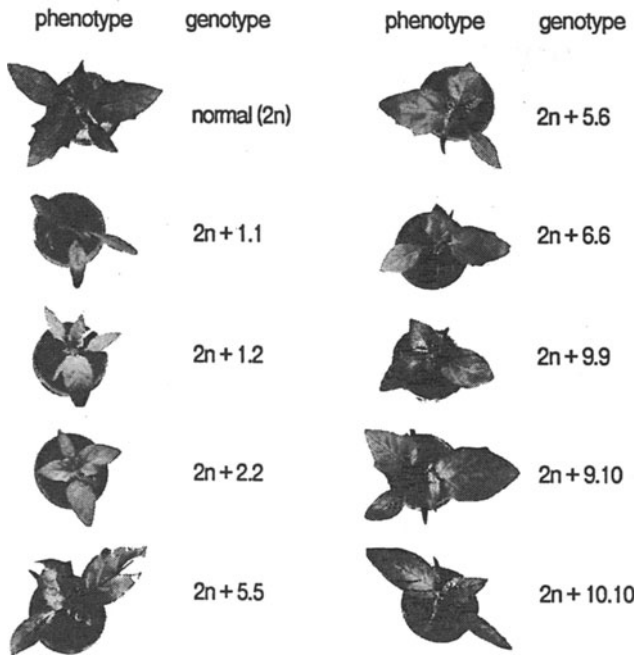 phenotype genotype phenotype genotype
normal (2n) 2n + 5.6
2n + 1.1 2n + 6.6
2n + 1.2 2n + 9.9
2n + 2.2 2n + 9.10
2n + 5.5 2n + 10.10